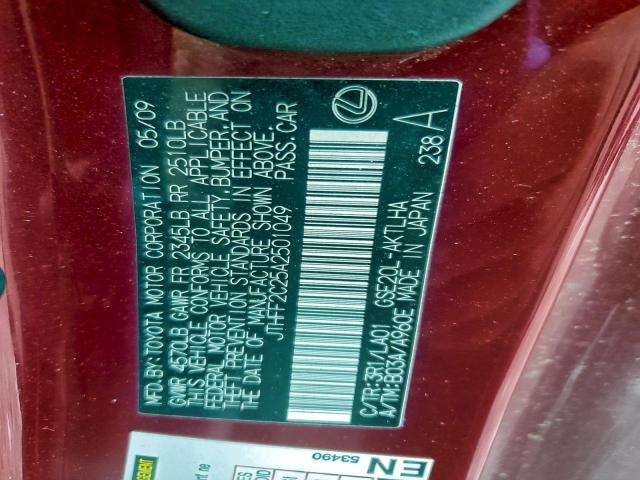 MFD.BY:TOYOTA MOTOR CORPORATION 05/09
GVWR 4570LB GAWR FR 2345LB RR 2510LB
THIS VEHICLE CONFORMS TO ALL APPLICABLE
FEDERAL MOTOR VEHICLE SAFETY, BUMPER, AND
THEFT PREVENTION STANDARDS IN EFFECT ON
DATE OF MANUFACTURE SHOWN ABOVE.
JTHFF2C25A2501049 PASS.CAR
C/TR:3R1/LA01 GSE20L-AKTLHA
A/TM:B03A/A960E MADE IN JAPAN 238A
EN
53490